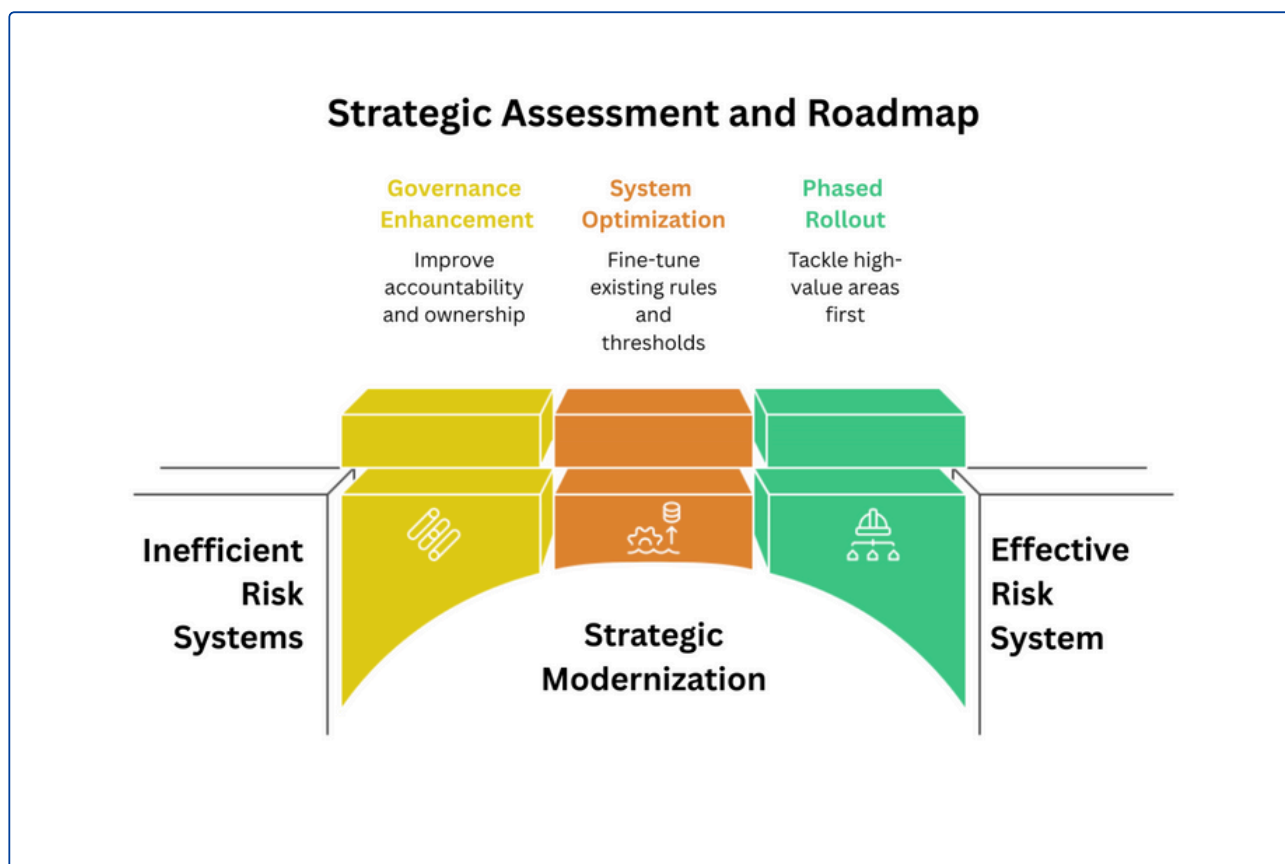 Strategic Assessment and Roadmap
Governance
Enhancement
Improve
accountability
and ownership
System
Optimization
Fine-tune
existing rules
and
thresholds
Phased
Rollout
Tackle high-
value areas
first
Inefficient
Risk
Systems
Strategic
Modernization
Effective
Risk
System